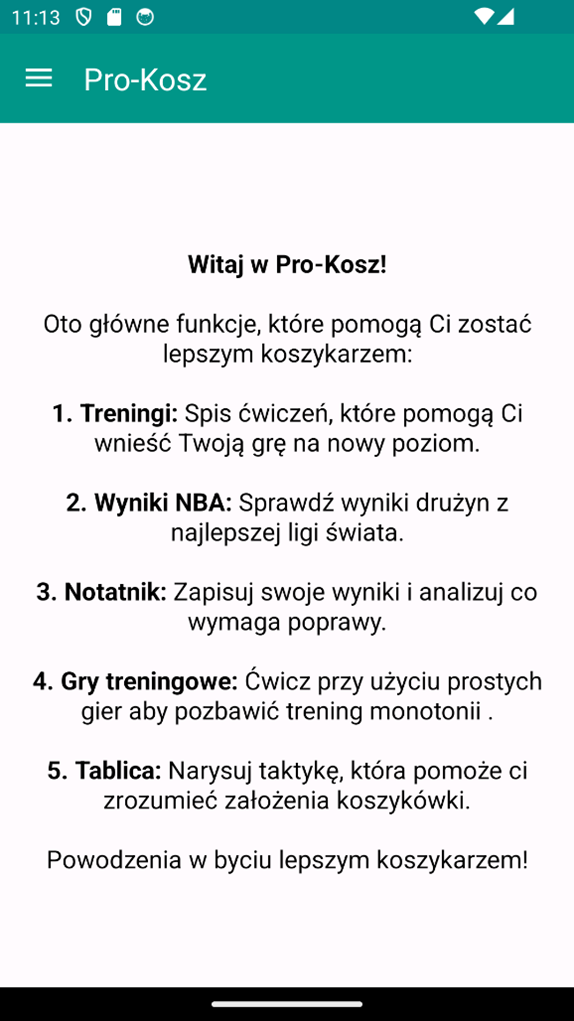 11:13
Pro-Kosz
Witaj w Pro-Kosz!
Oto główne funkcje, które pomogą Ci zostać
lepszym koszykarzem:
1. Treningi: Spis ćwiczeń, które pomogą Ci
wnieść Twoją grę na nowy poziom.
2. Wyniki NBA: Sprawdź wyniki drużyn z
najlepszej ligi świata.
3. Notatnik: Zapisuj swoje wyniki i analizuj co
wymaga poprawy.
4. Gry treningowe: Ćwicz przy użyciu prostych
gier aby pozbawić trening monotonii .
5. Tablica: Narysuj taktykę, która pomoże ci
zrozumieć założenia koszykówki.
Powodzenia w byciu lepszym koszykarzem!